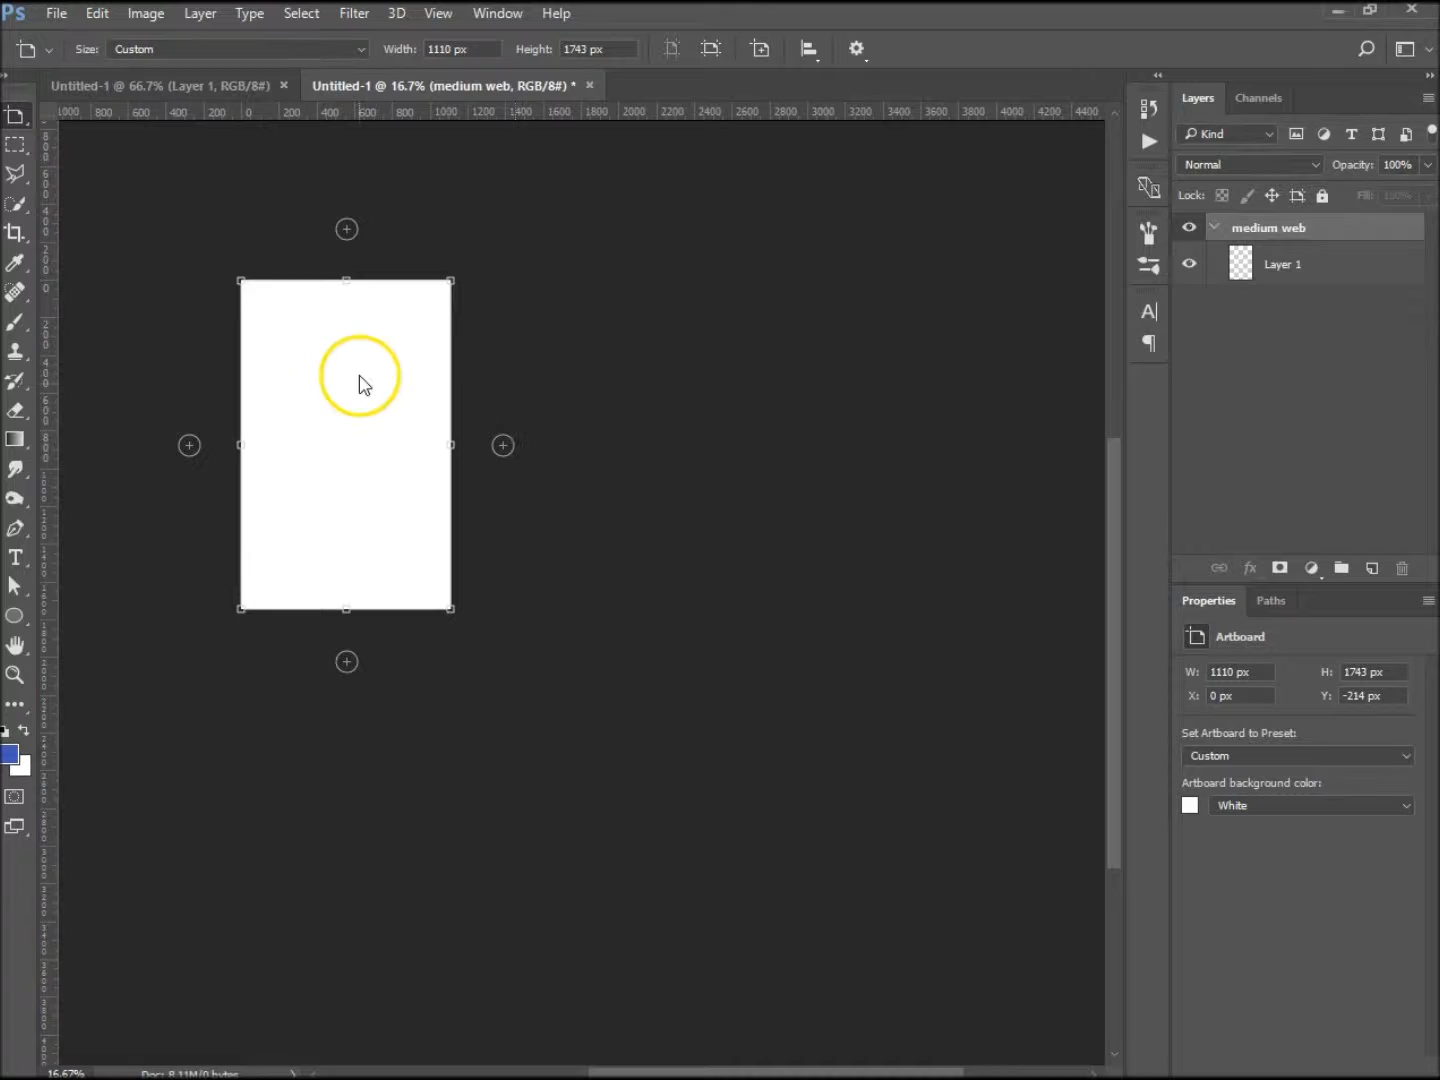 Ps File Edit Image Layer Type Select Filter 3D View Window Help
Size: Custom Width: 1110 px Height: 1743 px
Untitled-1 @ 66.7% (Layer 1, RGB/8#) × Untitled-1 @ 16.7% (medium web, RGB/8#) * ×
1000 800 600 400 200 0 200 400 600 800 1000 1200 1400 1600 1800 2000 2200 2400 2600 2800 3000 3200 3400 3600 3800 4000 4200 4400
Layers Channels
Kind
Normal Opacity: 100%
Lock: Fill: 100%
medium web
Layer 1
Properties Paths
Artboard
W: 1110 px H: 1743 px
X: 0 px Y: -214 px
Set Artboard to Preset:
Custom
Artboard background color:
White
16.67% Doc: 8.11M/0 bytes